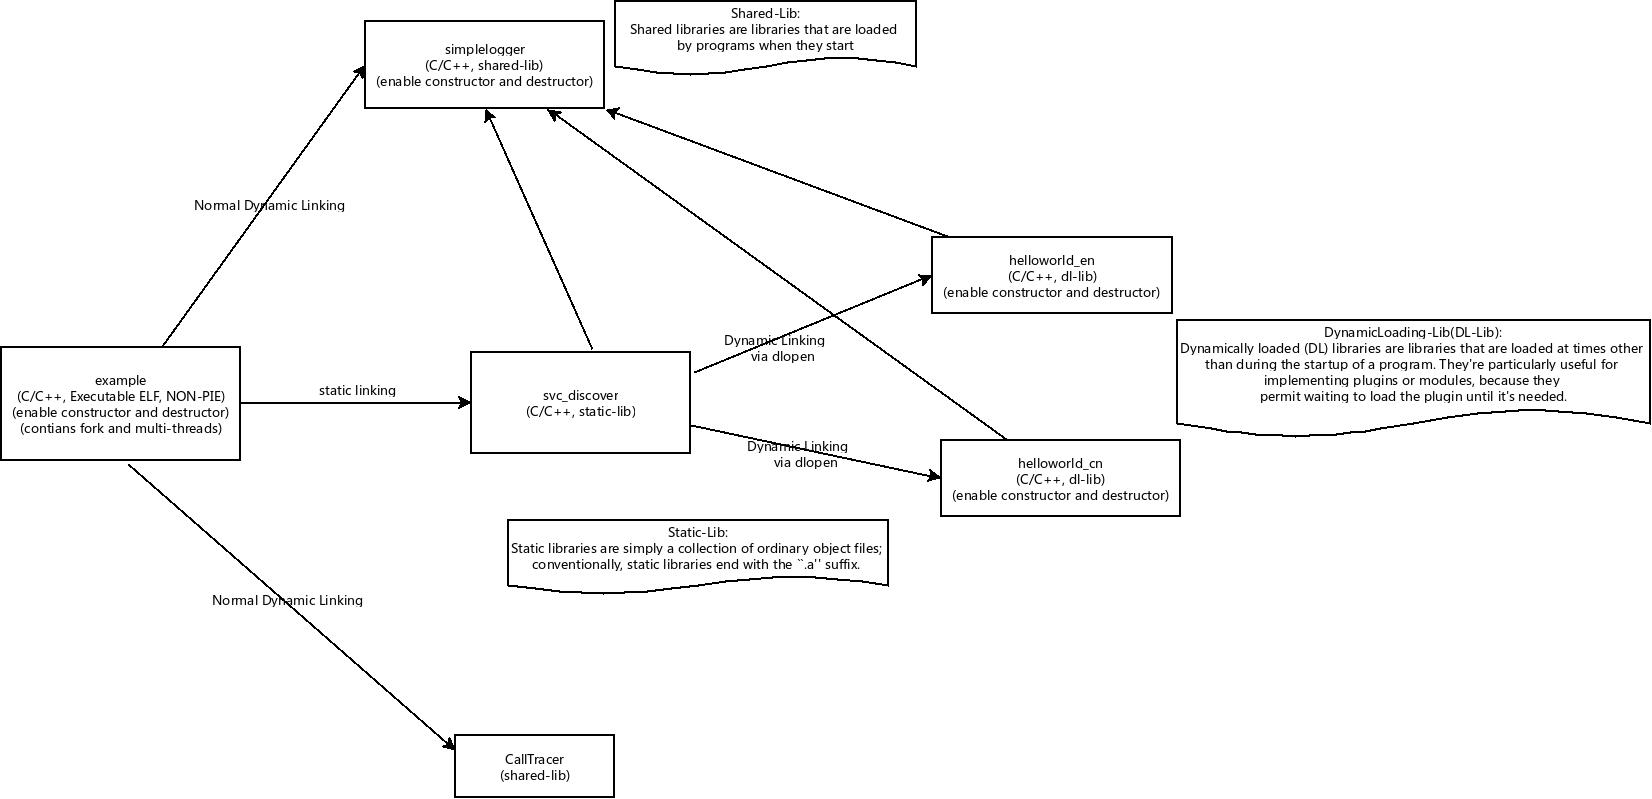 Shared-Lib:
Shared libraries are libraries that are loaded
by programs when they start
simplelogger
(C/C++, shared-lib)
(enable constructor and destructor)
Normal Dynamic Linking
helloworld_en
(C/C++, dl-lib)
(enable constructor and destructor)
Dynamic Linking
via dlopen
DynamicLoading-Lib(DL-Lib):
Dynamically loaded (DL) libraries are libraries that are loaded at times other
than during the startup of a program. They're particularly useful for
implementing plugins or modules, because they
permit waiting to load the plugin until it's needed.
example
(C/C++, Executable ELF, NON-PIE)
(enable constructor and destructor)
(contians fork and multi-threads)
static linking
svc_discover
(C/C++, static-lib)
Dynamic Linking
via dlopen
helloworld_cn
(C/C++, dl-lib)
(enable constructor and destructor)
Static-Lib:
Static libraries are simply a collection of ordinary object files;
conventionally, static libraries end with the ``.a'' suffix.
Normal Dynamic Linking
CallTracer
(shared-lib)